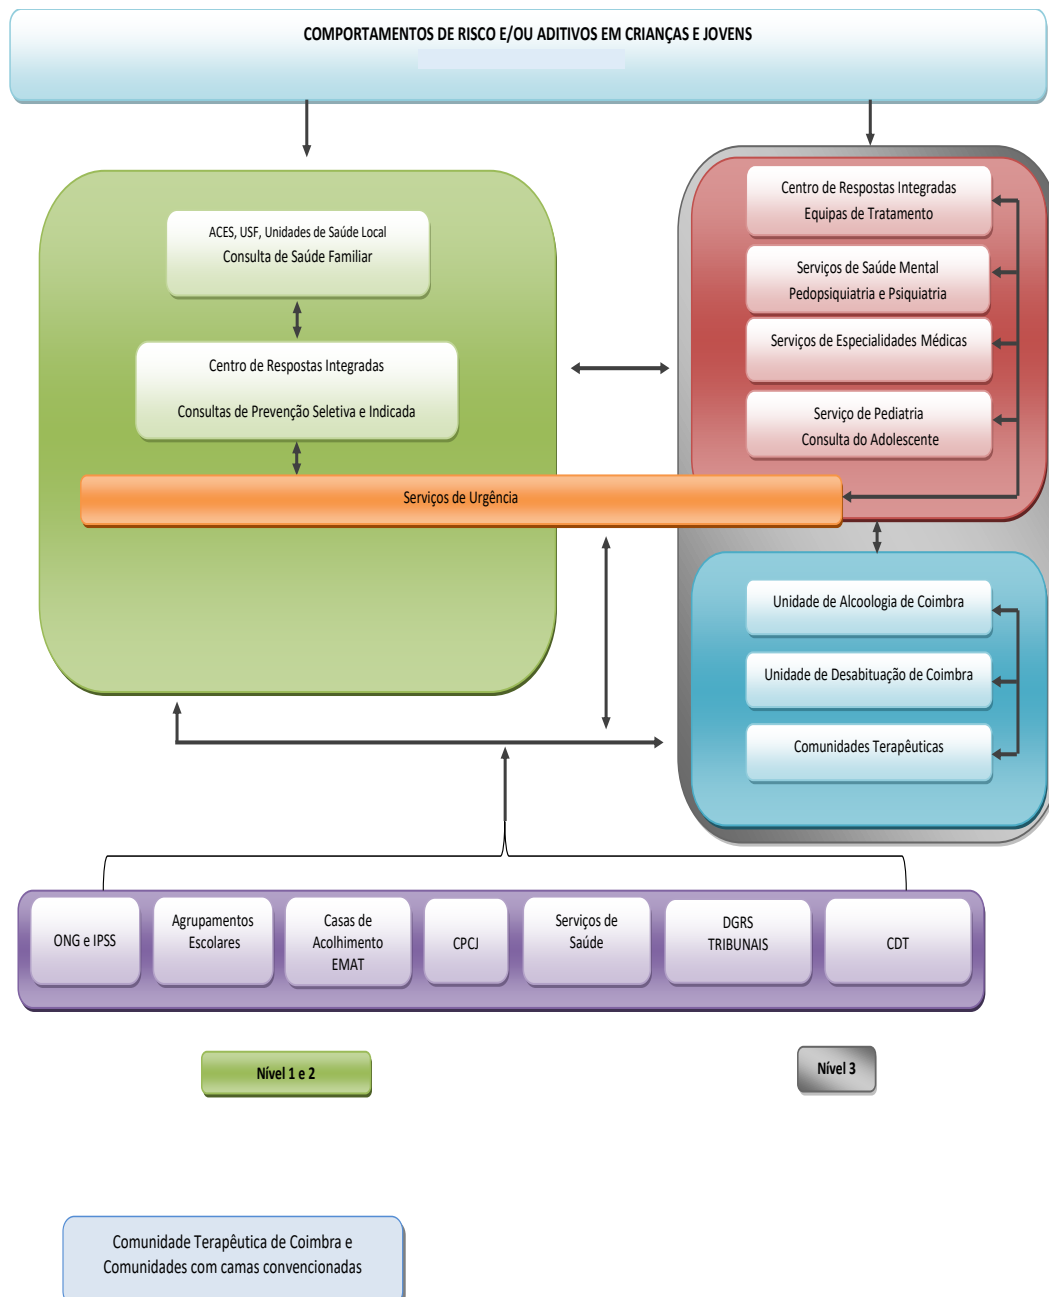 COMPORTAMENTOS DE RISCO E/OU ADITIVOS EM CRIANÇAS E JOVENS
ACES, USF, Unidades de Saúde Local
Consulta de Saúde Familiar
Centro de Respostas Integradas
Consultas de Prevenção Seletiva e Indicada
Serviços de Urgência
Centro de Respostas Integradas
Equipas de Tratamento
Serviços de Saúde Mental
Pedopsiquiatria e Psiquiatria
Serviços de Especialidades Médicas
Serviço de Pediatria
Consulta do Adolescente
Unidade de Alcoologia de Coimbra
Unidade de Desabituação de Coimbra
Comunidades Terapêuticas
ONG e IPSS
Agrupamentos
Escolares
Casas de
Acolhimento
EMAT
CPCJ
Serviços de
Saúde
DGRS
TRIBUNAIS
CDT
Nível 1 e 2
Nível 3
Comunidade Terapêutica de Coimbra e
Comunidades com camas convencionadas